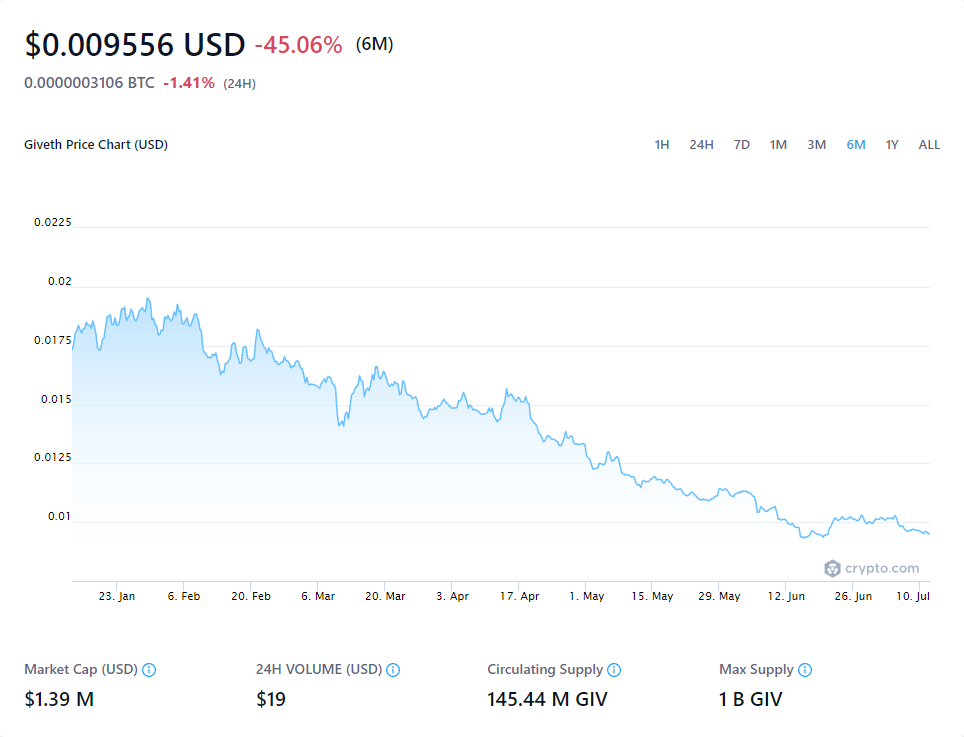 $0.009556 USD -45.06% (6M)
0.0000003106 BTC -1.41% (24H)
Giveth Price Chart (USD) 1H 24H 7D 1M 3M 6M 1Y ALL
0.0225
0.02
0.0175
0.015
0.0125
0.01
crypto.com
23. Jan 6. Feb 20. Feb 6. Mar 20. Mar 3. Apr 17. Apr 1. May 15. May 29. May 12. Jun 26. Jun 10. Jul
Market Cap (USD) 24H VOLUME (USD) Circulating Supply Max Supply
$1.39 M $19 145.44 M GIV 1 B GIV